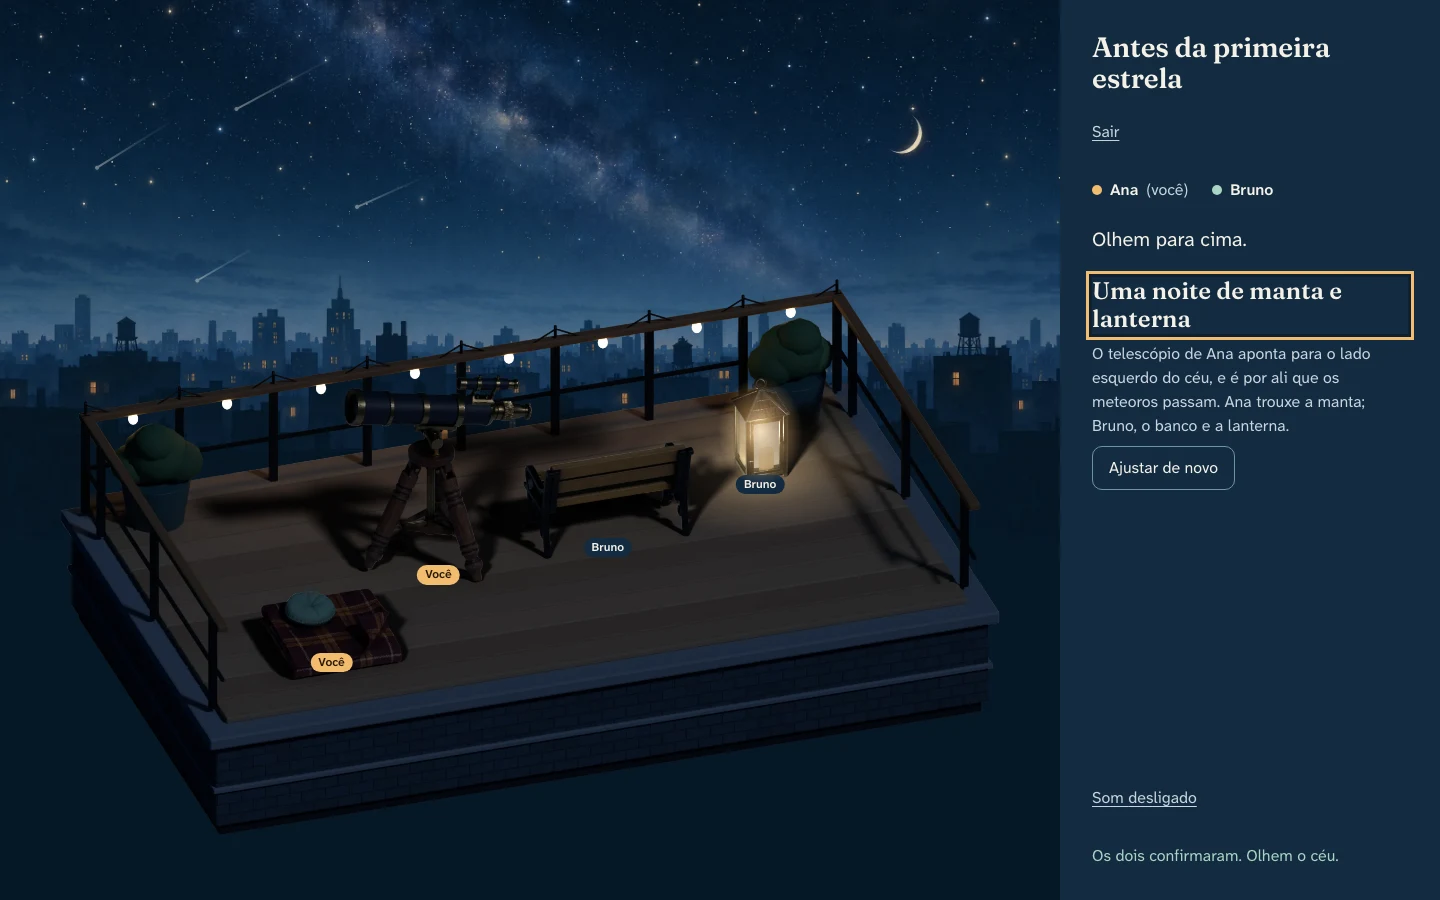 Antes da primeira
estrela
Sair
Ana (você) Bruno
Olhem para cima.
Uma noite de manta e
lanterna
O telescópio de Ana aponta para o lado
esquerdo do céu, e é por ali que os
meteoros passam. Ana trouxe a manta;
Bruno, o banco e a lanterna.
Ajustar de novo
Bruno
Bruno
Você
Você
Som desligado
Os dois confirmaram. Olhem o céu.